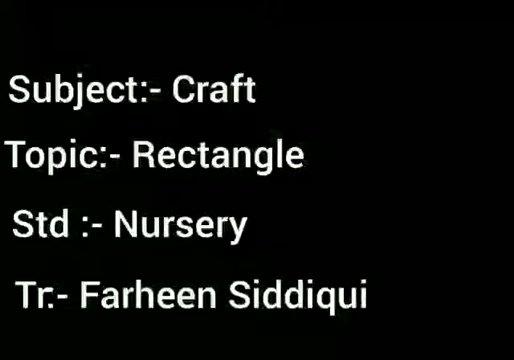 Subject:- Craft
Topic:- Rectangle
Std :- Nursery
Tr:- Farheen Siddiqui